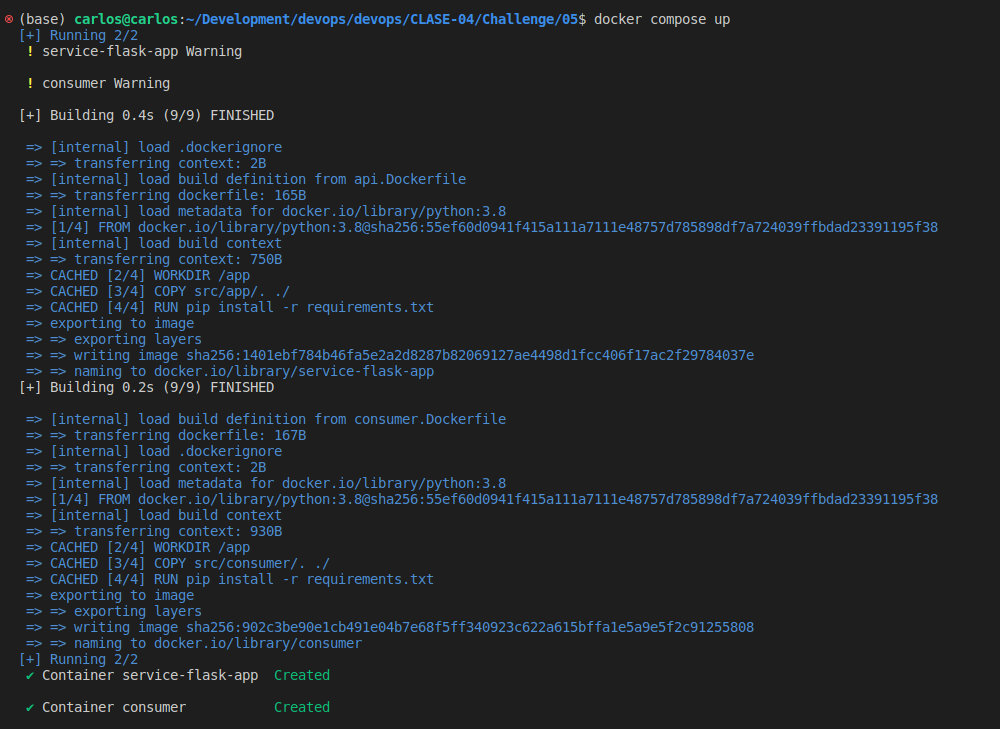 (base) carlos@carlos:~/Development/devops/devops/CLASE-04/Challenge/05$ docker compose up
[+] Running 2/2
! service-flask-app Warning
! consumer Warning
[+] Building 0.4s (9/9) FINISHED
=> [internal] load .dockerignore
=> => transferring context: 2B
=> [internal] load build definition from api.Dockerfile
=> => transferring dockerfile: 165B
=> [internal] load metadata for docker.io/library/python:3.8
=> [1/4] FROM docker.io/library/python:3.8@sha256:55ef60d0941f415a111a7111e48757d785898df7a724039ffbdad23391195f38
=> [internal] load build context
=> => transferring context: 750B
=> CACHED [2/4] WORKDIR /app
=> CACHED [3/4] COPY src/app/. ./
=> CACHED [4/4] RUN pip install -r requirements.txt
=> exporting to image
=> => exporting layers
=> => writing image sha256:1401ebf784b46fa5e2a2d8287b82069127ae4498d1fcc406f17ac2f29784037e
=> => naming to docker.io/library/service-flask-app
[+] Building 0.2s (9/9) FINISHED
=> [internal] load build definition from consumer.Dockerfile
=> => transferring dockerfile: 167B
=> [internal] load .dockerignore
=> => transferring context: 2B
=> [internal] load metadata for docker.io/library/python:3.8
=> [1/4] FROM docker.io/library/python:3.8@sha256:55ef60d0941f415a111a7111e48757d785898df7a724039ffbdad23391195f38
=> [internal] load build context
=> => transferring context: 930B
=> CACHED [2/4] WORKDIR /app
=> CACHED [3/4] COPY src/consumer/. ./
=> CACHED [4/4] RUN pip install -r requirements.txt
=> exporting to image
=> => exporting layers
=> => writing image sha256:902c3be90e1cb491e04b7e68f5ff340923c622a615bffa1e5a9e5f2c91255808
=> => naming to docker.io/library/consumer
[+] Running 2/2
✔ Container service-flask-app Created
✔ Container consumer Created